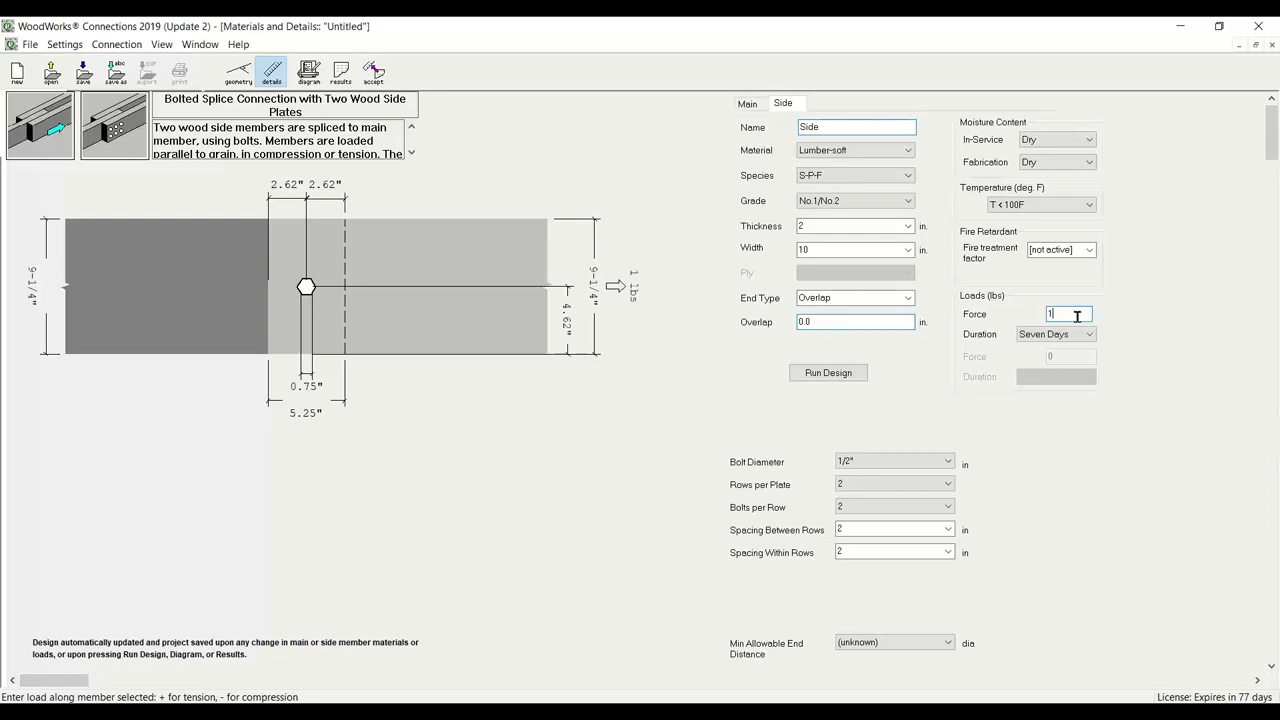 WoodWorks® Connections 2019 (Update 2) - [Materials and Details:: "Untitled"]
File Settings Connection View Window Help
new open save save as export print geometry details diagram results accept
Bolted Splice Connection with Two Wood Side
Plates
Two wood side members are spliced to main
member, using bolts. Members are loaded
parallel to grain, in compression or tension. The
2.62" 2.62"
9-1/4"
9-1/4"
1 lbs
4.62"
0.75"
5.25"
Main Side
Name Side
Material Lumber-soft
Species S-P-F
Grade No.1/No.2
Thickness 2 in.
Width 10 in.
Ply
End Type Overlap
Overlap 0.0 in.
Run Design
Moisture Content
In-Service Dry
Fabrication Dry
Temperature (deg. F)
T < 100F
Fire Retardant
Fire treatment
factor
[not active]
Loads (lbs)
Force 1
Duration Seven Days
Force 0
Duration
Bolt Diameter 1/2" in
Rows per Plate 2
Bolts per Row 2
Spacing Between Rows 2 in
Spacing Within Rows 2 in
Min Allowable End
Distance
(unknown) dia
Design automatically updated and project saved upon any change in main or side member materials or
loads, or upon pressing Run Design, Diagram, or Results.
Enter load along member selected: + for tension, - for compression
License: Expires in 77 days